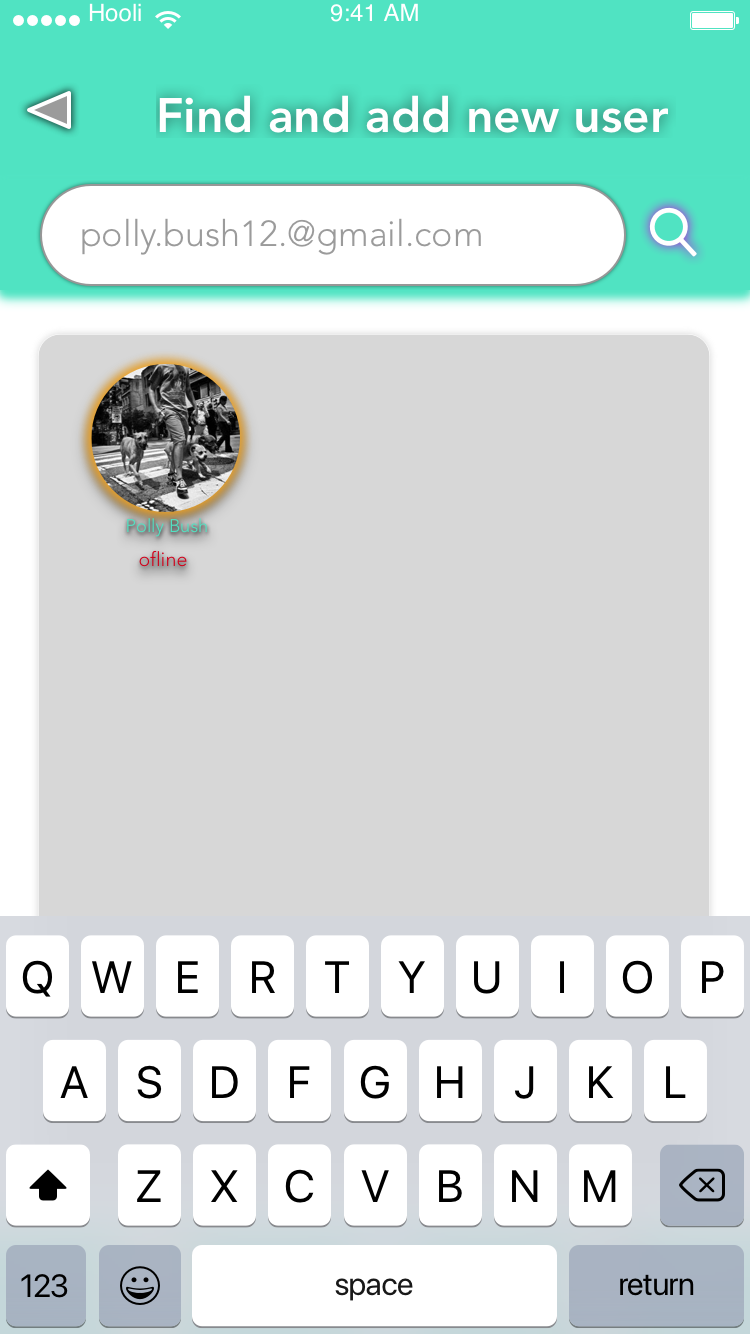 Hooli 9:41 AM
Find and add new user
polly.bush12.@gmail.com
Polly Bush
ofline
Q W E R T Y U I O P
A S D F G H J K L
Z X C V B N M
123 space return